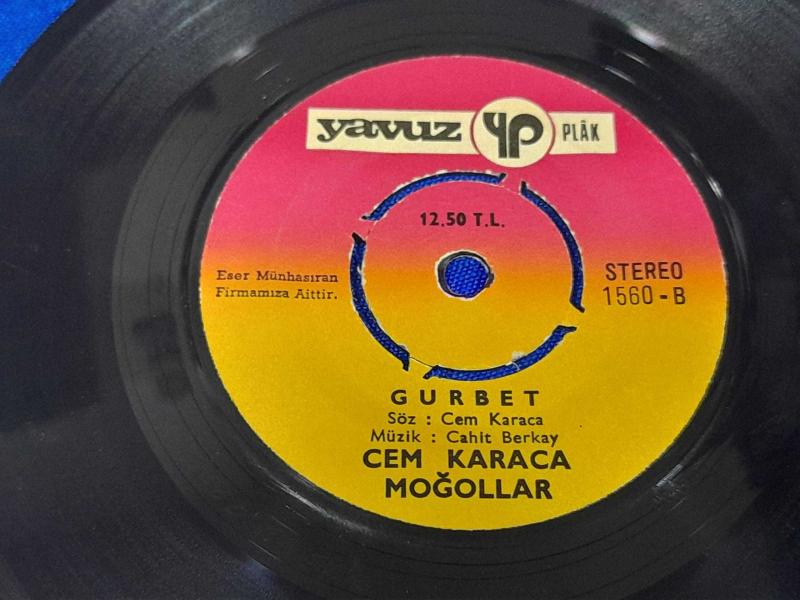 yavuz YP PLÂK
12.50 T.L.
Eser Münhasıran
Firmamıza Aittir.
STEREO
1560-B
GURBET
Söz : Cem Karaca
Müzik : Cahit Berkay
CEM KARACA
MOĞOLLAR